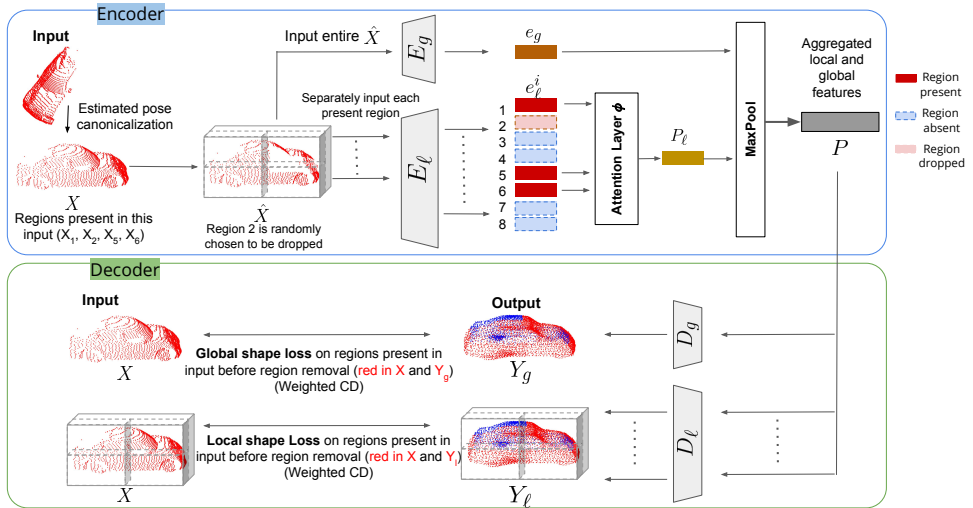 Encoder
Input
Estimated pose
canonicalization
X
Regions present in this
input (X₁, X₂, X₅, X₆)
Input entire X̂
E_g
e_g
Separately input each
present region
X̂
Region 2 is randomly
chosen to be dropped
E_ℓ
e_ℓ^i
1
2
3
4
5
6
7
8
Attention Layer ϕ
P_ℓ
MaxPool
Aggregated
local and
global
features
P
Region
present
Region
absent
Region
dropped
Decoder
Input
Output
X
Global shape loss on regions present in
input before region removal (red in X and Y_g)
(Weighted CD)
Y_g
D_g
X
Local shape Loss on regions present in
input before region removal (red in X and Y_l)
(Weighted CD)
Y_ℓ
D_ℓ